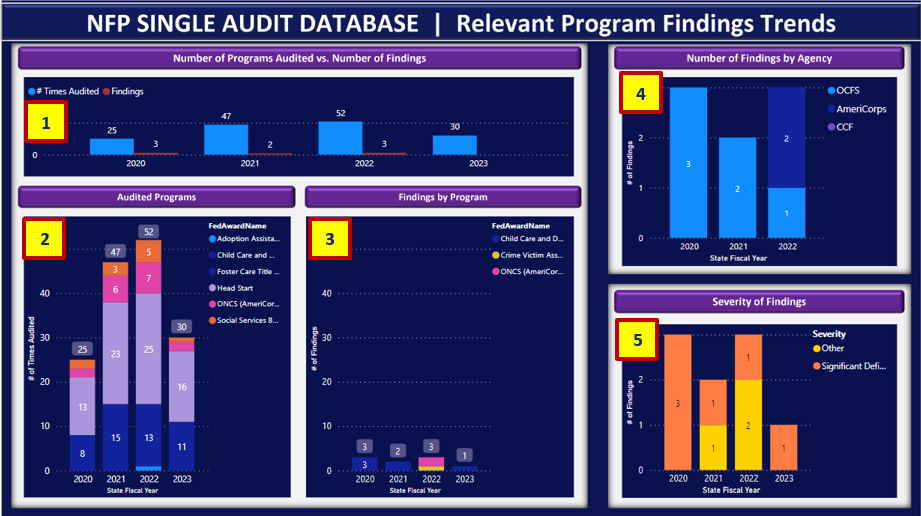 NFP SINGLE AUDIT DATABASE | Relevant Program Findings Trends
Number of Programs Audited vs. Number of Findings
# Times Audited Findings
1
25 3 47 2 52 3 30
0
2020 2021 2022 2023
Audited Programs
2
FedAwardName
Adoption Assista...
Child Care and ...
Foster Care Title ...
Head Start
ONCS (AmeriCor...
Social Services B...
# of Times Audited
40
30
20
10
0
25
13
8
47
3
6
23
15
52
5
7
25
13
30
16
11
2020 2021 2022 2023
State Fiscal Year
Findings by Program
3
FedAwardName
Child Care and D...
Crime Victim Ass...
ONCS (AmeriCor...
# of Findings
40
30
20
10
0
3 2 3 1
3
2020 2021 2022 2023
State Fiscal Year
Number of Findings by Agency
4
OCFS
AmeriCorps
CCF
# of Findings
2
1
0
3
2
2
1
2020 2021 2022
State Fiscal Year
Severity of Findings
5
Severity
Other
Significant Defi...
# of Findings
2
1
0
3
1
1
1
2
1
2020 2021 2022 2023
State Fiscal Year